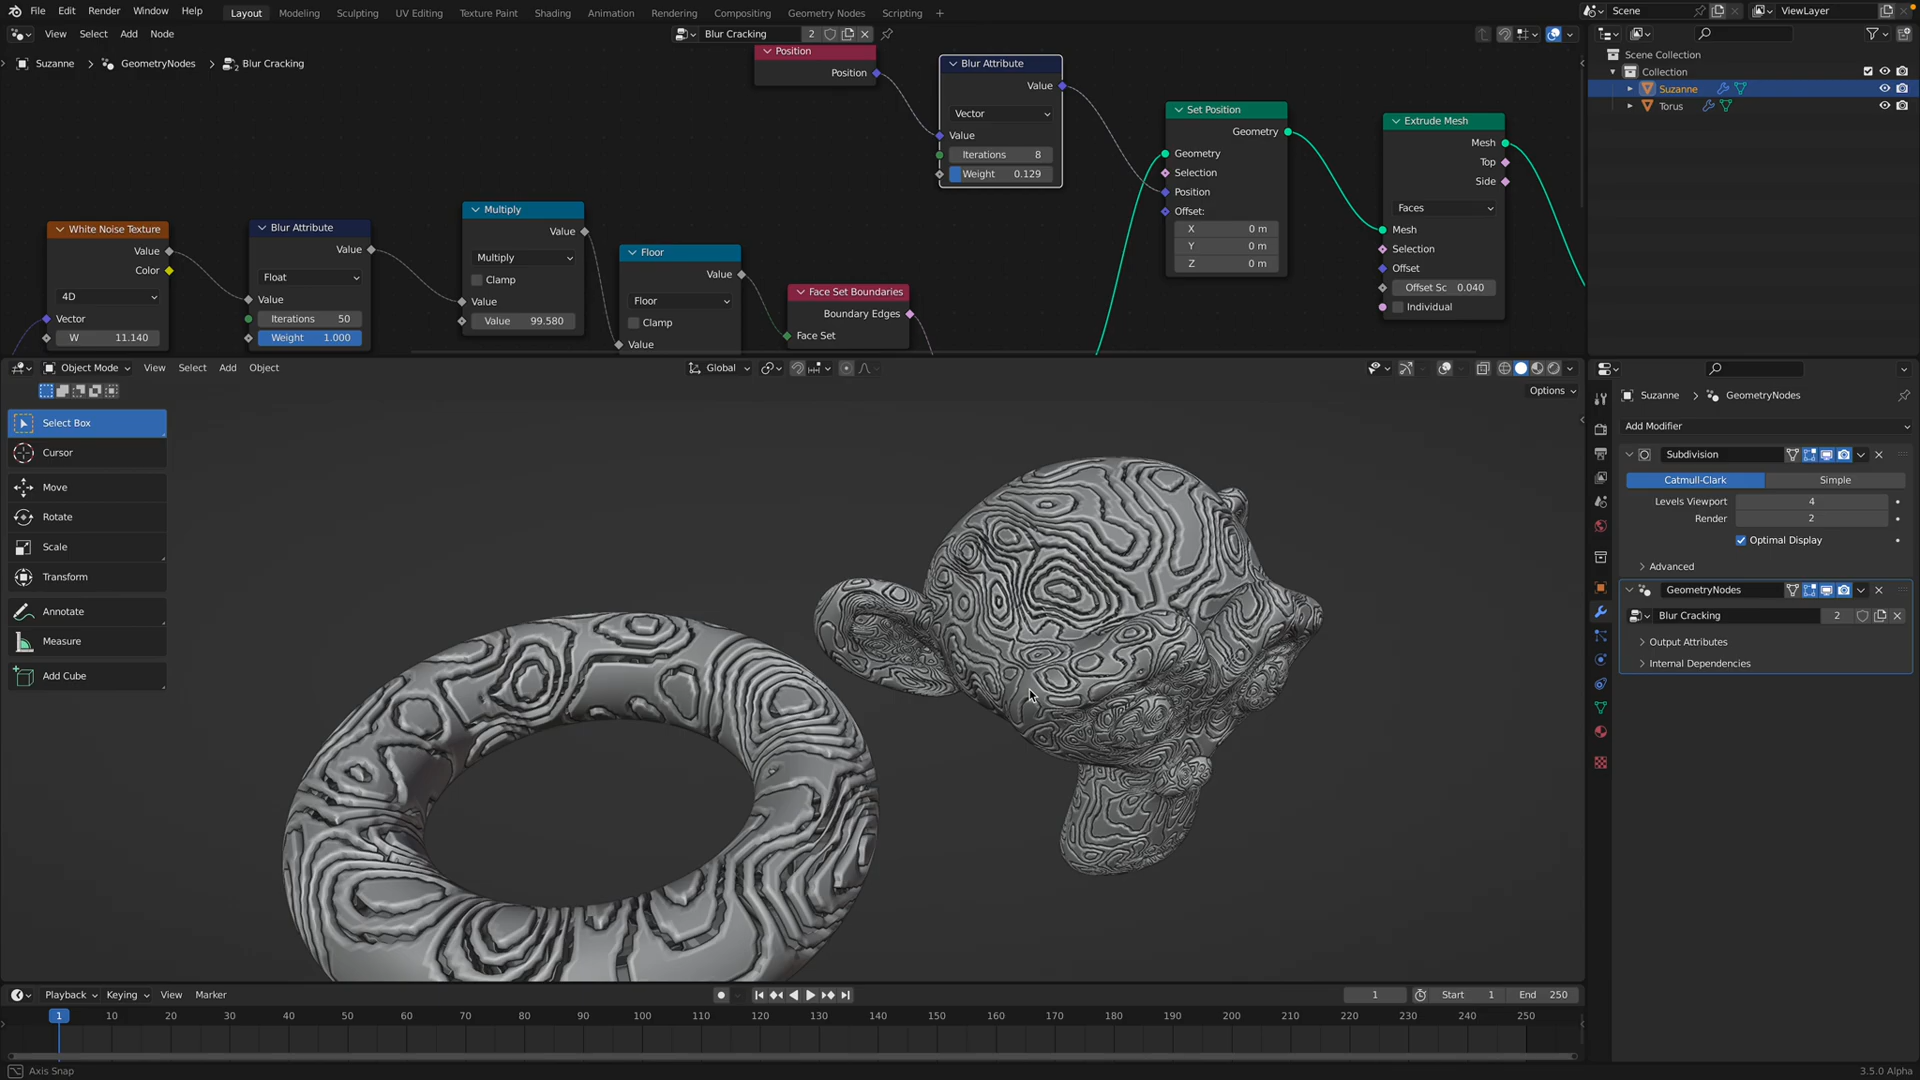 File Edit Render Window Help
Layout Modeling Sculpting UV Editing Texture Paint Shading Animation Rendering Compositing Geometry Nodes Scripting +
Scene
ViewLayer
View Select Add Node
Blur Cracking 2
Suzanne > GeometryNodes > Blur Cracking
Position
Position
Blur Attribute
Value
Vector
Value
Iterations 8
Weight 0.129
Set Position
Geometry
Geometry
Selection
Position
Offset:
X 0 m
Y 0 m
Z 0 m
Extrude Mesh
Mesh
Top
Side
Faces
Mesh
Selection
Offset
Offset Sc 0.040
Individual
White Noise Texture
Value
Color
4D
Vector
W 11.140
Blur Attribute
Value
Float
Value
Iterations 50
Weight 1.000
Multiply
Value
Multiply
Clamp
Value
Value 99.580
Floor
Value
Floor
Clamp
Value
Face Set Boundaries
Boundary Edges
Face Set
Scene Collection
Collection
Suzanne
Torus
Object Mode View Select Add Object
Global
Options
Select Box
Cursor
Move
Rotate
Scale
Transform
Annotate
Measure
Add Cube
Suzanne > GeometryNodes
Add Modifier
Subdivision
Catmull-Clark Simple
Levels Viewport 4
Render 2
Optimal Display
Advanced
GeometryNodes
Blur Cracking 2
Output Attributes
Internal Dependencies
Playback Keying View Marker
1
Start 1
End 250
1 10 20 30 40 50 60 70 80 90 100 110 120 130 140 150 160 170 180 190 200 210 220 230 240 250
Axis Snap
3.5.0 Alpha